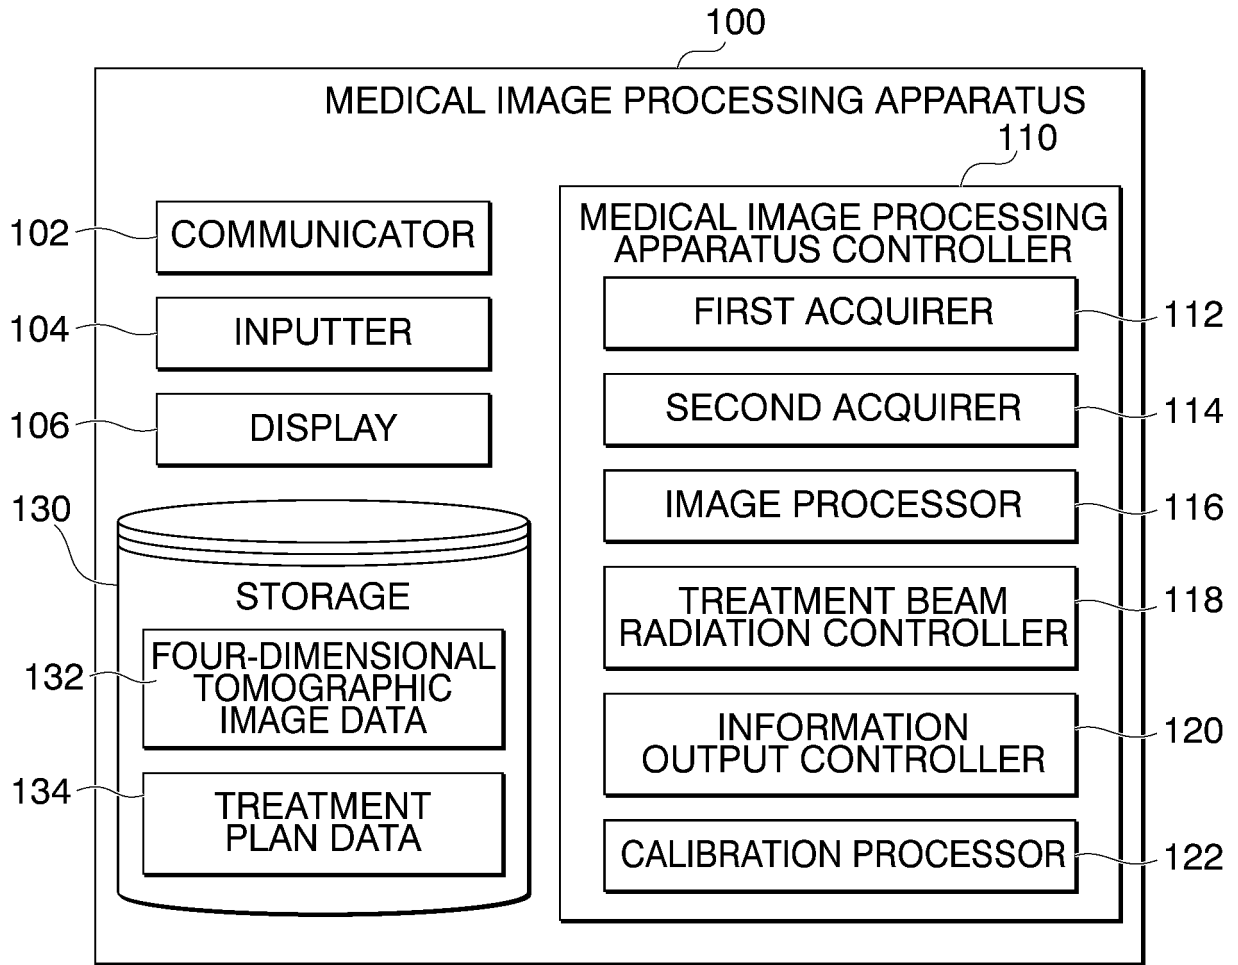 100
MEDICAL IMAGE PROCESSING APPARATUS
110
102
COMMUNICATOR
104
INPUTTER
106
DISPLAY
130
STORAGE
132
FOUR-DIMENSIONAL
TOMOGRAPHIC
IMAGE DATA
134
TREATMENT
PLAN DATA
MEDICAL IMAGE PROCESSING
APPARATUS CONTROLLER
FIRST ACQUIRER
112
SECOND ACQUIRER
114
IMAGE PROCESSOR
116
TREATMENT BEAM
RADIATION CONTROLLER
118
INFORMATION
OUTPUT CONTROLLER
120
CALIBRATION PROCESSOR
122